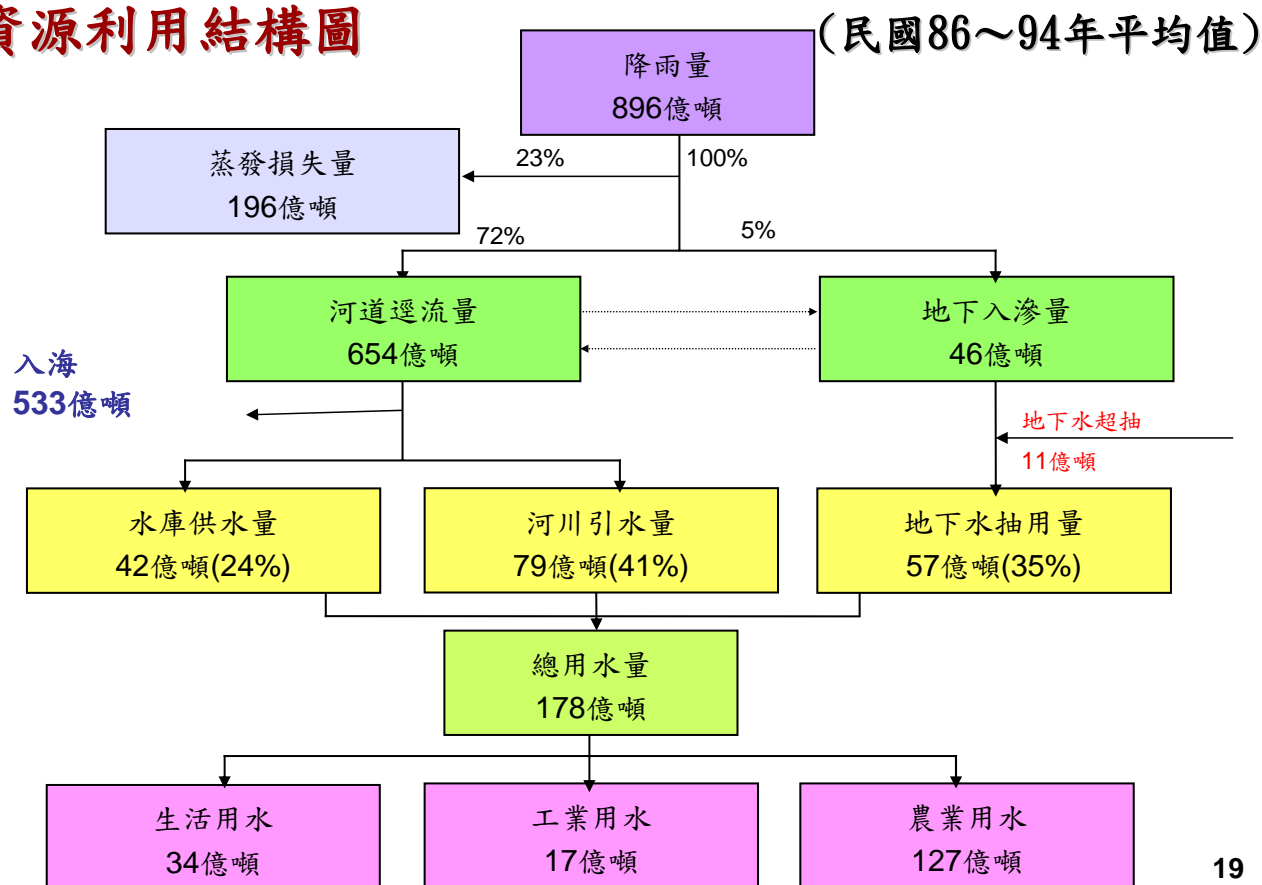 資源利用結構圖
(民國86～94年平均值)
降雨量
896億噸
蒸發損失量
196億噸
23%
100%
72%
5%
河道逕流量
654億噸
地下入滲量
46億噸
入海
533億噸
地下水超抽
11億噸
水庫供水量
42億噸(24%)
河川引水量
79億噸(41%)
地下水抽用量
57億噸(35%)
總用水量
178億噸
生活用水
34億噸
工業用水
17億噸
農業用水
127億噸
19